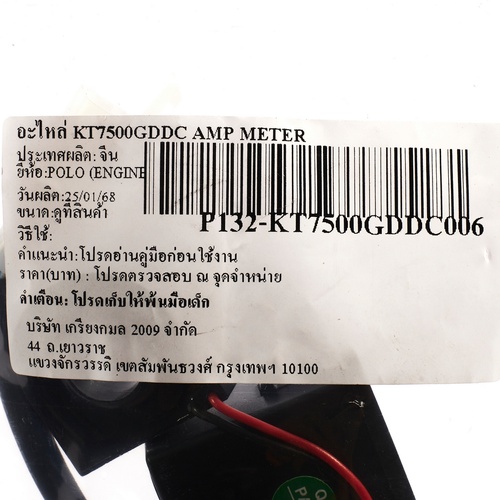 อะไหล่ KT7500GDDC AMP METER
ประเทศผลิต: จีน
ยี่ห้อ:POLO (ENGINE
วันผลิต:25/01/68
ขนาด:ดูที่สินค้า
P132-KT7500GDDC006
วิธีใช้:
คำแนะนำ:โปรดอ่านคู่มือก่อนใช้งาน
ราคา(บาท) : โปรดตรวจสอบ ณ จุดจำหน่าย
คำเตือน: โปรดเก็บให้พ้นมือเด็ก
บริษัท เกรียงกมล 2009 จำกัด
44 ถ.เยาวราช
แขวงจักรวรรดิ เขตสัมพันธวงศ์ กรุงเทพฯ 10100